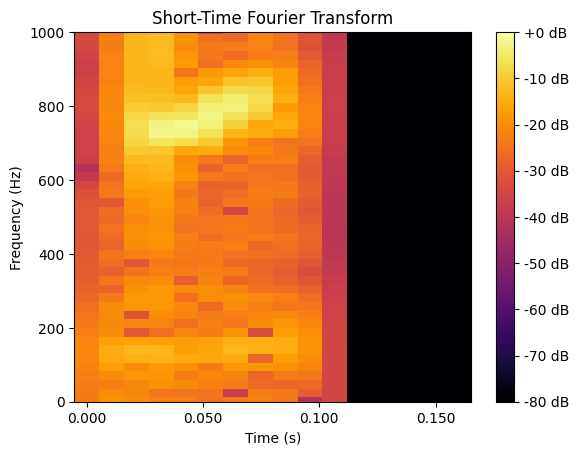 Short-Time Fourier Transform
1000
800
600
400
200
0
Frequency (Hz)
0.000
0.050
0.100
0.150
Time (s)
+0 dB
-10 dB
-20 dB
-30 dB
-40 dB
-50 dB
-60 dB
-70 dB
-80 dB